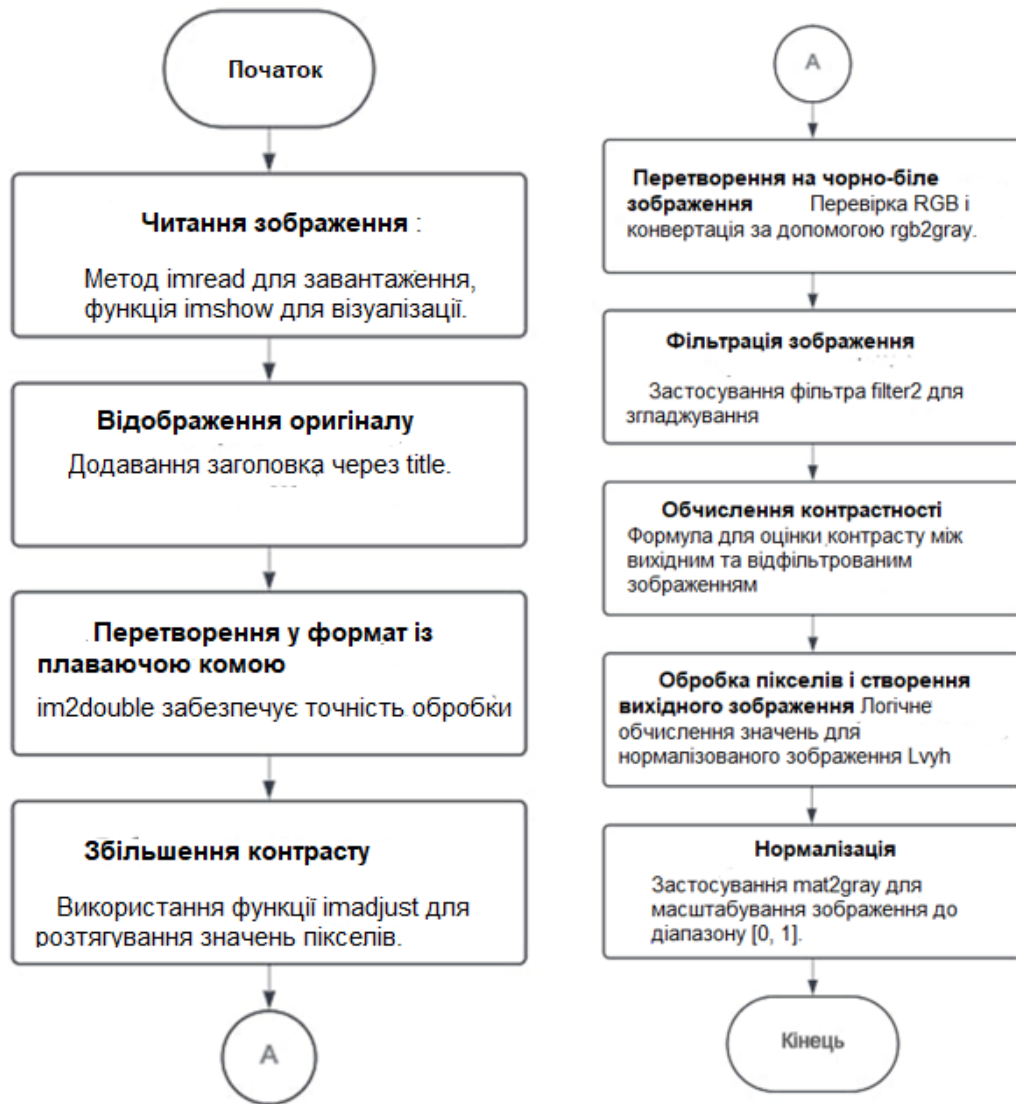 Початок
Читання зображення :
Метод imread для завантаження,
функція imshow для візуалізації.
Відображення оригіналу
Додавання заголовка через title.
Перетворення у формат із
плаваючою комою
im2double забезпечує точність обробки
Збільшення контрасту
Використання функції imadjust для
розтягування значень пікселів.
A
A
Перетворення на чорно-біле
зображення Перевірка RGB і
конвертація за допомогою rgb2gray.
Фільтрація зображення
Застосування фільтра filter2 для
згладжування
Обчислення контрастності
Формула для оцінки контрасту між
вихідним та відфільтрованим
зображенням
Обробка пікселів і створення
вихідного зображення Логічне
обчислення значень для
нормалізованого зображення Lvyh
Нормалізація
Застосування mat2gray для
масштабування зображення до
діапазону [0, 1].
Кінець